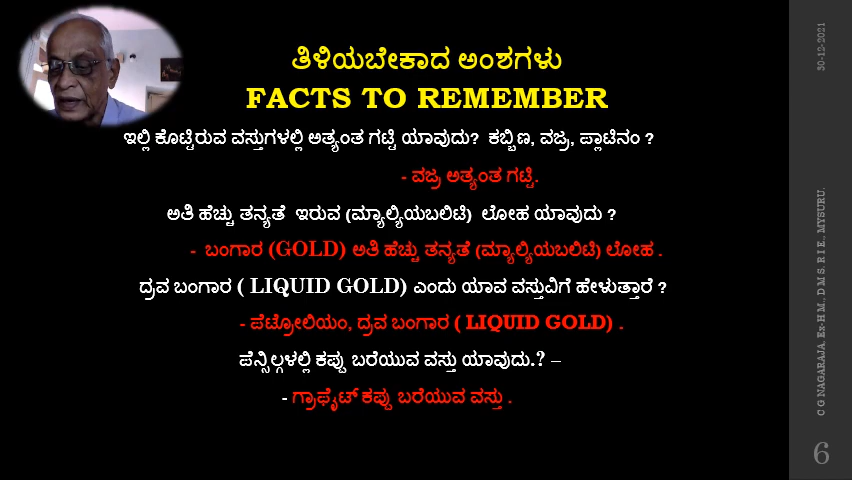 ತಿಳಿಯಬೇಕಾದ ಅಂಶಗಳು
FACTS TO REMEMBER
ಇಲ್ಲಿ ಕೊಟ್ಟಿರುವ ವಸ್ತುಗಳಲ್ಲಿ ಅತ್ಯಂತ ಗಟ್ಟಿ ಯಾವುದು? ಕಬ್ಬಿಣ, ವಜ್ರ, ಪ್ಲಾಟಿನಂ ?
- ವಜ್ರ ಅತ್ಯಂತ ಗಟ್ಟಿ.
ಅತಿ ಹೆಚ್ಚು ತನ್ಯತೆ ಇರುವ (ಮ್ಯಾಲ್ಯಿಯಬಲಿಟಿ) ಲೋಹ ಯಾವುದು ?
- ಬಂಗಾರ (GOLD) ಅತಿ ಹೆಚ್ಚು ತನ್ಯತೆ (ಮ್ಯಾಲ್ಯಿಯಬಲಿಟಿ) ಲೋಹ .
ದ್ರವ ಬಂಗಾರ ( LIQUID GOLD) ಎಂದು ಯಾವ ವಸ್ತುವಿಗೆ ಹೇಳುತ್ತಾರೆ ?
- ಪೆಟ್ರೋಲಿಯಂ, ದ್ರವ ಬಂಗಾರ ( LIQUID GOLD) .
ಪೆನ್ಸಿಲ್ಗಳಲ್ಲಿ ಕಪ್ಪು ಬರೆಯುವ ವಸ್ತು ಯಾವುದು.? –
- ಗ್ರಾಫೈಟ್ ಕಪ್ಪು ಬರೆಯುವ ವಸ್ತು .
30-12-2021
C G NAGARAJA, Ex-H M., D M S. R I E., MYSURU.
6